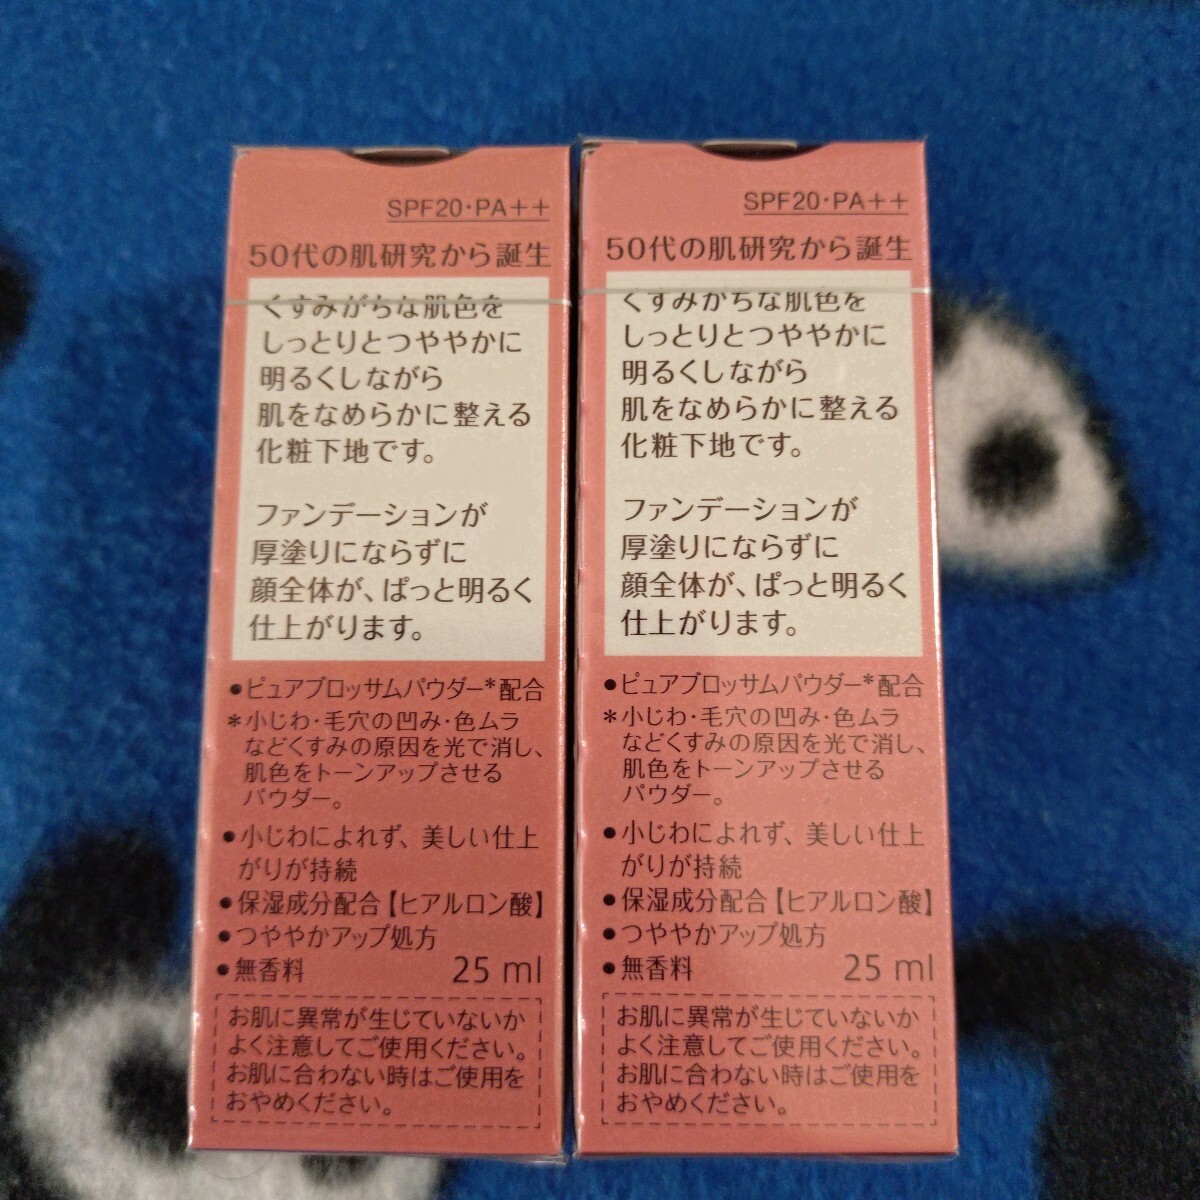 SPF20・PA++
50代の肌研究から誕生
くすみがちな肌色を
しっとりとつややかに
明るくしながら
肌をなめらかに整える
化粧下地です。
ファンデーションが
厚塗りにならずに
顔全体が、ぱっと明るく
仕上がります。
●ピュアブロッサムパウダー*配合
*小じわ・毛穴の凹み・色ムラ
などくすみの原因を光で消し、
肌色をトーンアップさせる
パウダー。
●小じわによれず、美しい仕上
がりが持続
●保湿成分配合【ヒアルロン酸】
●つややかアップ処方
●無香料 25 ml
お肌に異常が生じていないか
よく注意してご使用ください。
お肌に合わない時はご使用を
おやめください。
SPF20・PA++
50代の肌研究から誕生
くすみがちな肌色を
しっとりとつややかに
明るくしながら
肌をなめらかに整える
化粧下地です。
ファンデーションが
厚塗りにならずに
顔全体が、ぱっと明るく
仕上がります。
●ピュアブロッサムパウダー*配合
*小じわ・毛穴の凹み・色ムラ
などくすみの原因を光で消し、
肌色をトーンアップさせる
パウダー。
●小じわによれず、美しい仕上
がりが持続
●保湿成分配合【ヒアルロン酸】
●つややかアップ処方
●無香料 25 ml
お肌に異常が生じていないか
よく注意してご使用ください。
お肌に合わない時はご使用を
おやめください。